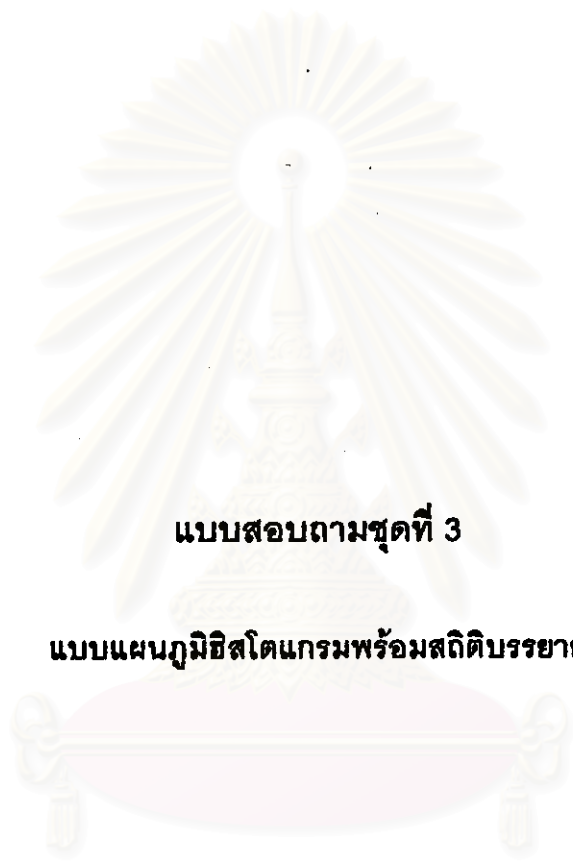 แบบสอบถามชุดที่ 3
แบบแผนภูมิฮิสโตแกรมพร้อมสถิติบรรยาย